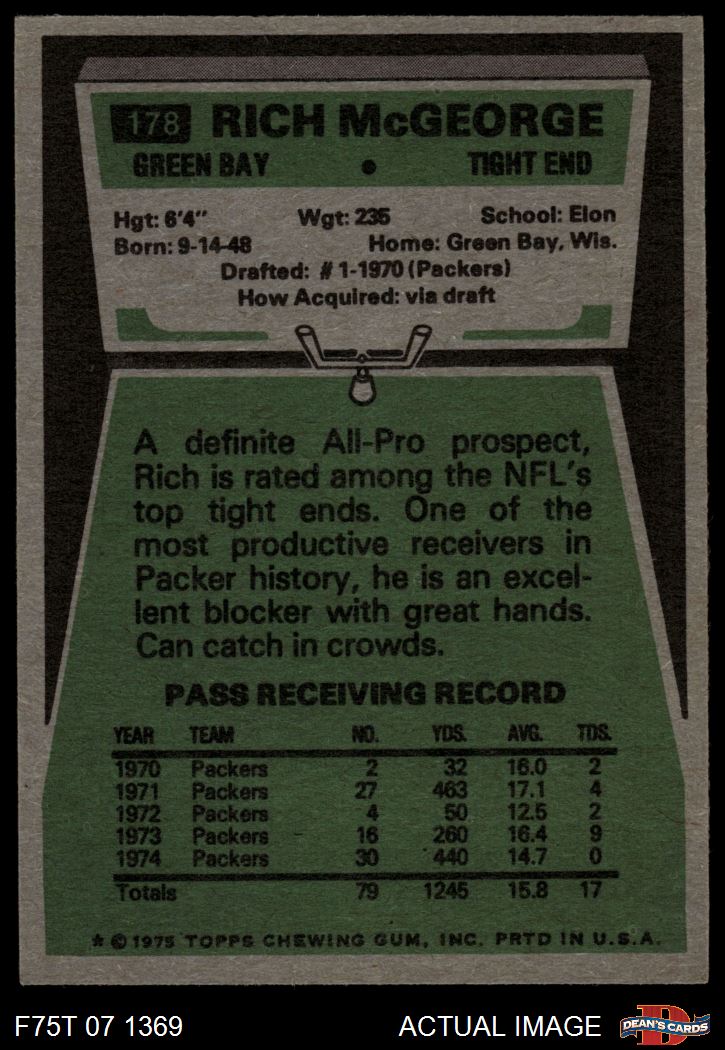 178 RICH McGEORGE
GREEN BAY • TIGHT END
Hgt: 6'4" Wgt: 235 School: Elon
Born: 9-14-48 Home: Green Bay, Wis.
Drafted: #1-1970 (Packers)
How Acquired: via draft
A definite All-Pro prospect,
Rich is rated among the NFL's
top tight ends. One of the
most productive receivers in
Packer history, he is an excel-
lent blocker with great hands.
Can catch in crowds.
PASS RECEIVING RECORD
YEAR TEAM NO. YDS. AVG. TDS.
1970 Packers 2 32 16.0 2
1971 Packers 27 463 17.1 4
1972 Packers 4 50 12.5 2
1973 Packers 16 260 16.4 9
1974 Packers 30 440 14.7 0
Totals 79 1245 15.8 17
* © 1975 TOPPS CHEWING GUM, INC. PRTD IN U.S.A.
F75T 07 1369 ACTUAL IMAGE D DEAN'S CARDS